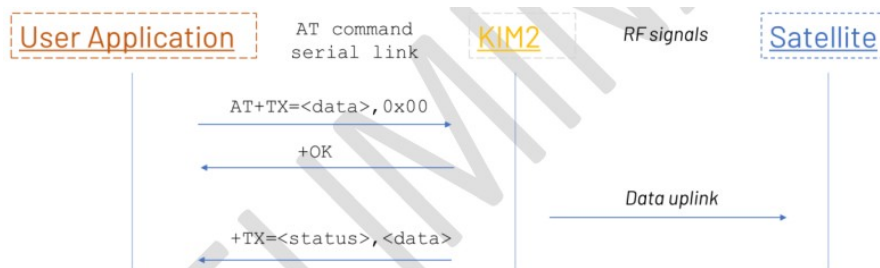 User Application
AT command
serial link
KIM2
RF signals
Satellite
AT+TX=<data>,0x00
+OK
Data uplink
+TX=<status>,<data>